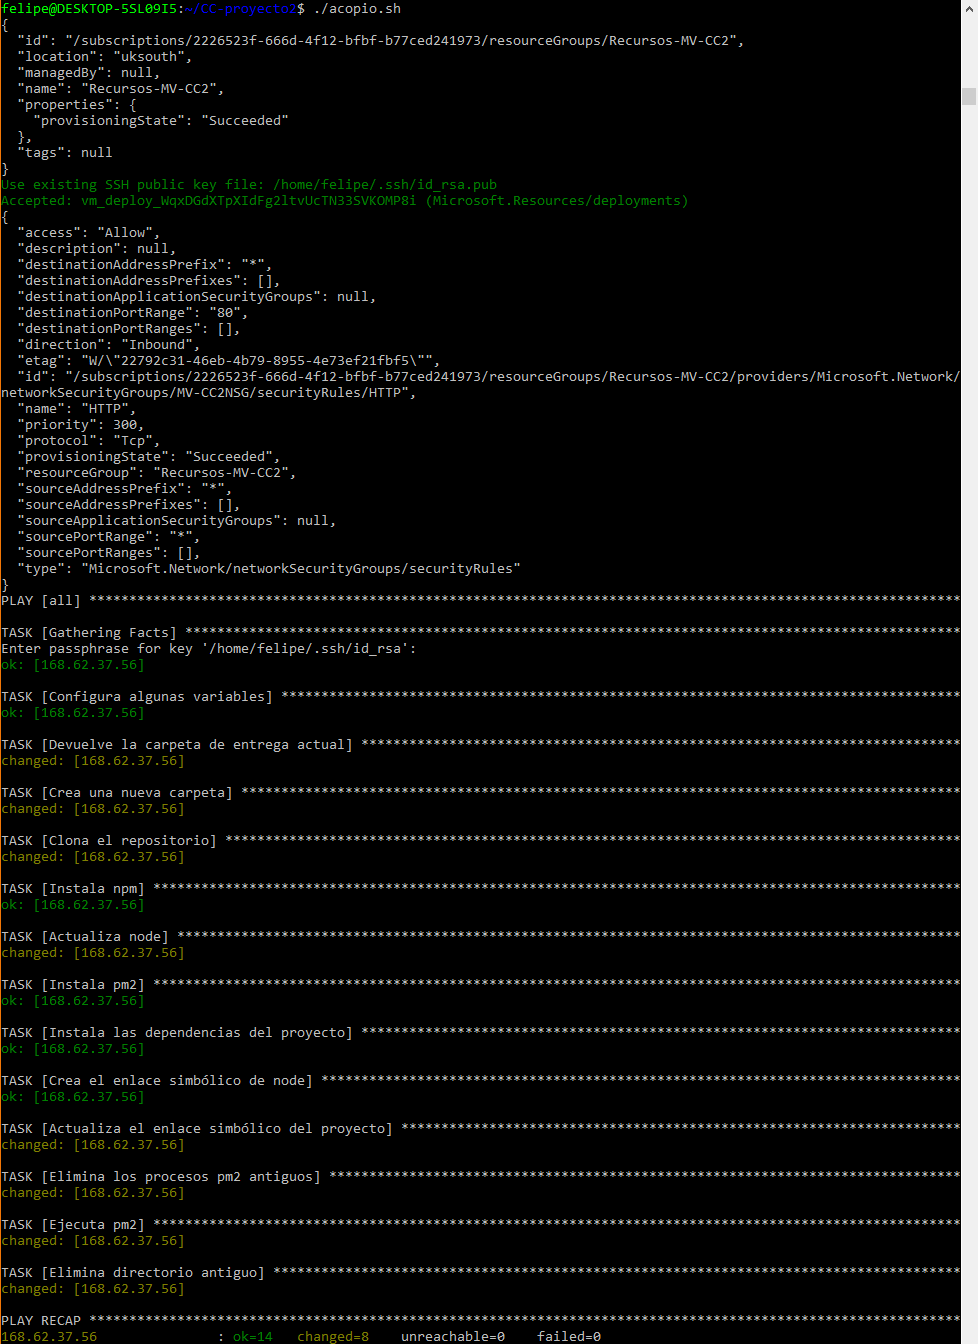 felipe@DESKTOP-5SL09I5:~/CC-proyecto2$ ./acopio.sh
{
  "id": "/subscriptions/2226523f-666d-4f12-bfbf-b77ced241973/resourceGroups/Recursos-MV-CC2",
  "location": "uksouth",
  "managedBy": null,
  "name": "Recursos-MV-CC2",
  "properties": {
    "provisioningState": "Succeeded"
  },
  "tags": null
}
Use existing SSH public key file: /home/felipe/.ssh/id_rsa.pub
Accepted: vm_deploy_WqxDGdXTpXIdFg2ltvUcTN33SVKOMP8i (Microsoft.Resources/deployments)
{
  "access": "Allow",
  "description": null,
  "destinationAddressPrefix": "*",
  "destinationAddressPrefixes": [],
  "destinationApplicationSecurityGroups": null,
  "destinationPortRange": "80",
  "destinationPortRanges": [],
  "direction": "Inbound",
  "etag": "W/\"22792c31-46eb-4b79-8955-4e73ef21fbf5\"",
  "id": "/subscriptions/2226523f-666d-4f12-bfbf-b77ced241973/resourceGroups/Recursos-MV-CC2/providers/Microsoft.Network/
networkSecurityGroups/MV-CC2NSG/securityRules/HTTP",
  "name": "HTTP",
  "priority": 300,
  "protocol": "Tcp",
  "provisioningState": "Succeeded",
  "resourceGroup": "Recursos-MV-CC2",
  "sourceAddressPrefix": "*",
  "sourceAddressPrefixes": [],
  "sourceApplicationSecurityGroups": null,
  "sourcePortRange": "*",
  "sourcePortRanges": [],
  "type": "Microsoft.Network/networkSecurityGroups/securityRules"
}
PLAY [all] *************************************************************************************************************
TASK [Gathering Facts] *************************************************************************************************
Enter passphrase for key '/home/felipe/.ssh/id_rsa':
ok: [168.62.37.56]
TASK [Configura algunas variables] *************************************************************************************
ok: [168.62.37.56]
TASK [Devuelve la carpeta de entrega actual] ***************************************************************************
changed: [168.62.37.56]
TASK [Crea una nueva carpeta] ******************************************************************************************
changed: [168.62.37.56]
TASK [Clona el repositorio] ********************************************************************************************
changed: [168.62.37.56]
TASK [Instala npm] *****************************************************************************************************
ok: [168.62.37.56]
TASK [Actualiza node] **************************************************************************************************
changed: [168.62.37.56]
TASK [Instala pm2] *****************************************************************************************************
ok: [168.62.37.56]
TASK [Instala las dependencias del proyecto] ***************************************************************************
ok: [168.62.37.56]
TASK [Crea el enlace simbólico de node] ********************************************************************************
ok: [168.62.37.56]
TASK [Actualiza el enlace simbólico del proyecto] **********************************************************************
changed: [168.62.37.56]
TASK [Elimina los procesos pm2 antiguos] *******************************************************************************
changed: [168.62.37.56]
TASK [Ejecuta pm2] *****************************************************************************************************
changed: [168.62.37.56]
TASK [Elimina directorio antiguo] **************************************************************************************
changed: [168.62.37.56]
PLAY RECAP *************************************************************************************************************
168.62.37.56               : ok=14   changed=8    unreachable=0    failed=0